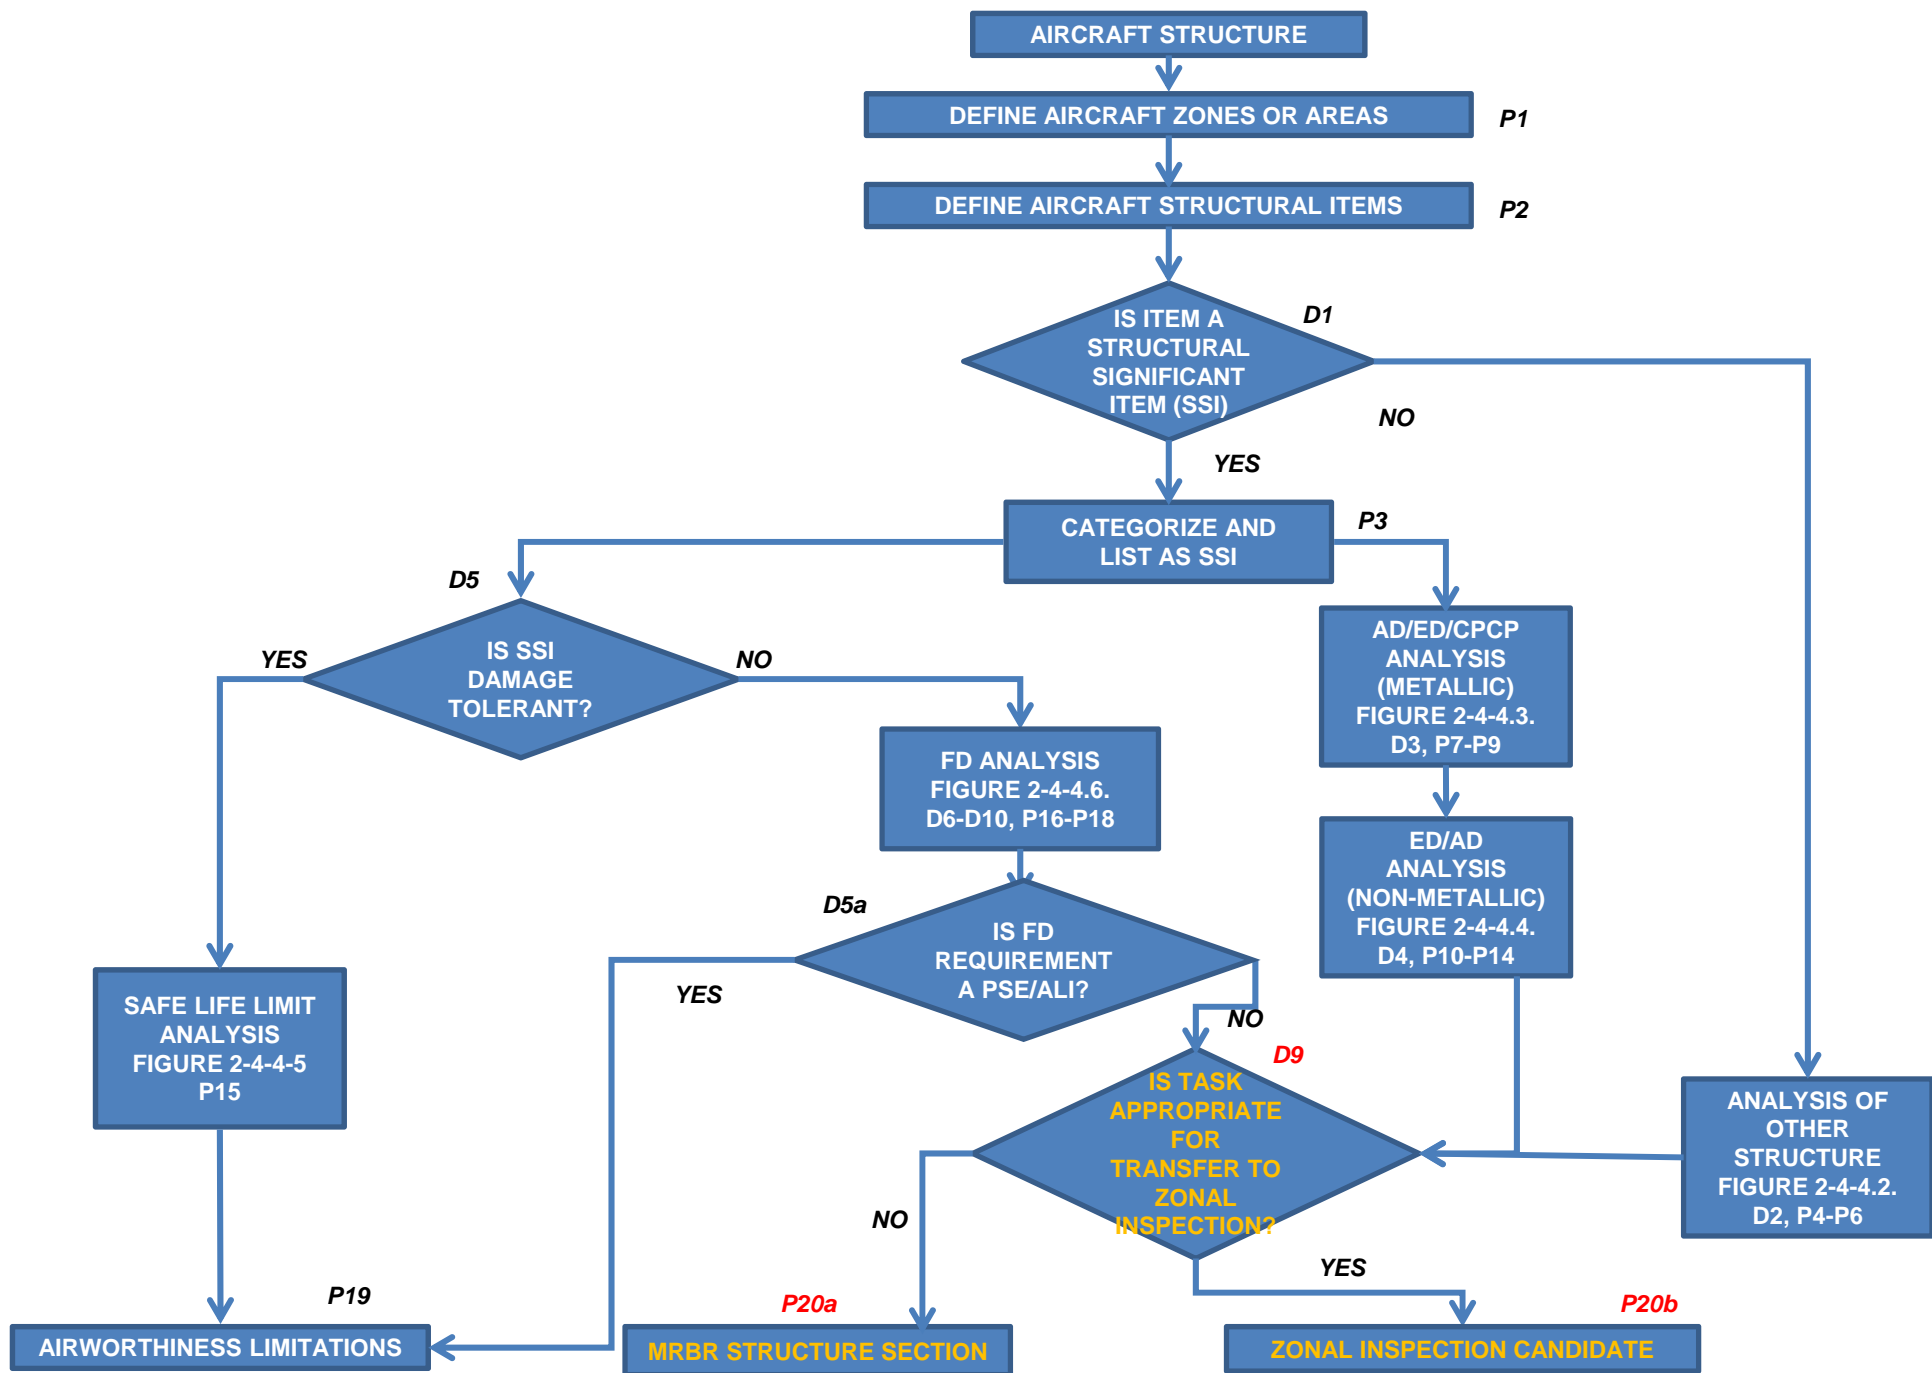 AIRCRAFT STRUCTURE
DEFINE AIRCRAFT ZONES OR AREAS
P1
DEFINE AIRCRAFT STRUCTURAL ITEMS
P2
D1
IS ITEM A
STRUCTURAL
SIGNIFICANT
ITEM (SSI)
NO
YES
CATEGORIZE AND
LIST AS SSI
P3
D5
YES
IS SSI
DAMAGE
TOLERANT?
NO
AD/ED/CPCP
ANALYSIS
(METALLIC)
FIGURE 2-4-4.3.
D3, P7-P9
FD ANALYSIS
FIGURE 2-4-4.6.
D6-D10, P16-P18
ED/AD
ANALYSIS
(NON-METALLIC)
FIGURE 2-4-4.4.
D4, P10-P14
D5a
IS FD
REQUIREMENT
A PSE/ALI?
YES
NO
SAFE LIFE LIMIT
ANALYSIS
FIGURE 2-4-4-5
P15
D9
IS TASK
APPROPRIATE
FOR
TRANSFER TO
ZONAL
INSPECTION?
NO
YES
ANALYSIS OF
OTHER
STRUCTURE
FIGURE 2-4-4.2.
D2, P4-P6
P19
AIRWORTHINESS LIMITATIONS
P20a
MRBR STRUCTURE SECTION
P20b
ZONAL INSPECTION CANDIDATE